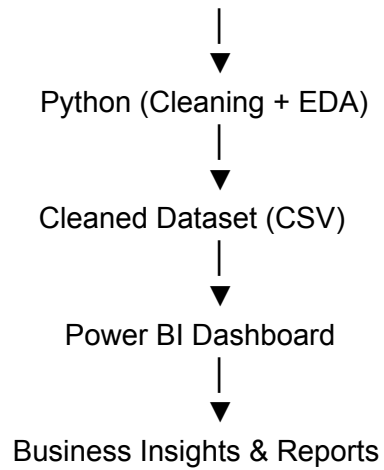 Python (Cleaning + EDA)
Cleaned Dataset (CSV)
Power BI Dashboard
Business Insights & Reports